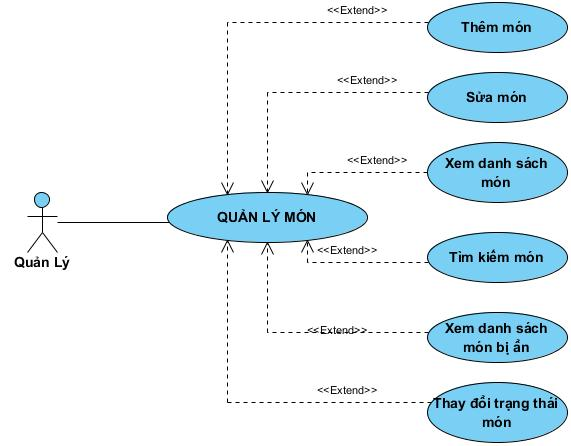 <<Extend>>
Thêm món
<<Extend>>
Sửa món
<<Extend>>
Xem danh sách
món
QUẢN LÝ MÓN
Quản Lý
<<Extend>>
Tìm kiếm món
<<Extend>>
Xem danh sách
món bị ẩn
<<Extend>>
Thay đổi trạng thái
món